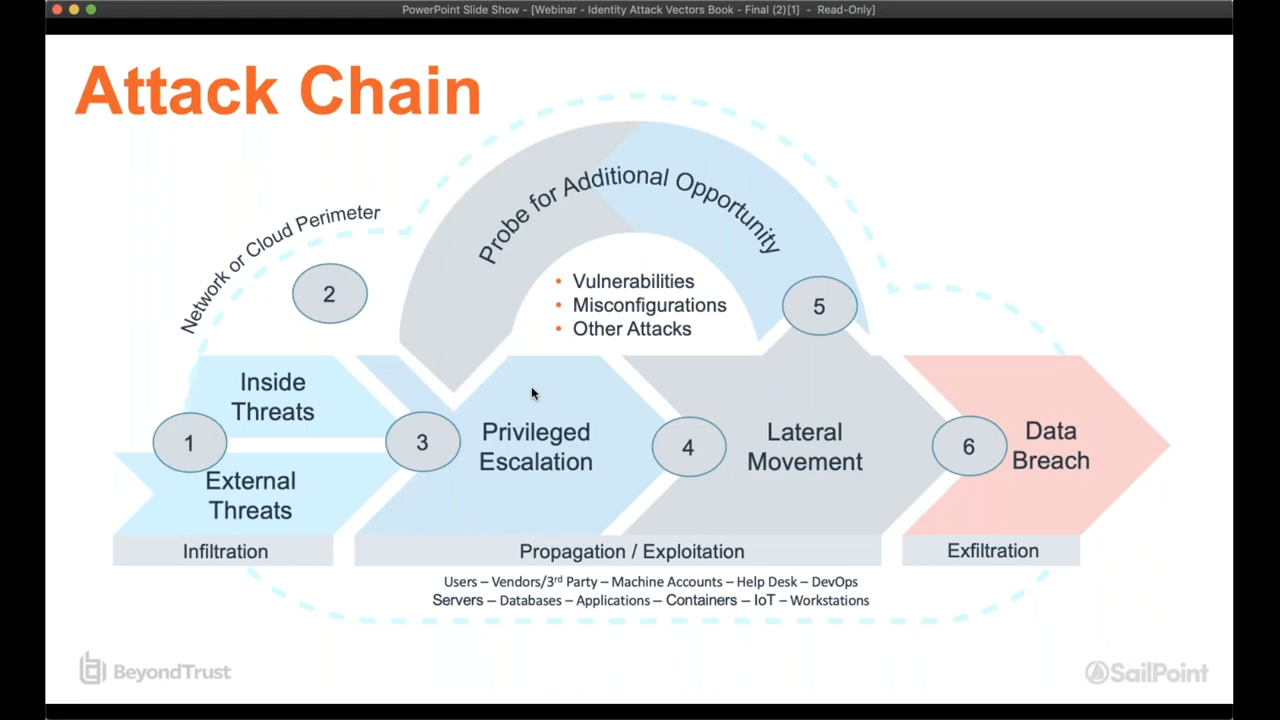 PowerPoint Slide Show - [Webinar - Identity Attack Vectors Book - Final (2)[1] - Read-Only]
Attack Chain
Network or Cloud Perimeter
Probe for Additional Opportunity
2
• Vulnerabilities
• Misconfigurations
• Other Attacks
5
Inside
Threats
1
External
Threats
3
Privileged
Escalation
4
Lateral
Movement
6
Data
Breach
Infiltration
Propagation / Exploitation
Exfiltration
Users – Vendors/3rd Party – Machine Accounts – Help Desk – DevOps
Servers – Databases – Applications – Containers – IoT – Workstations
BeyondTrust
SailPoint